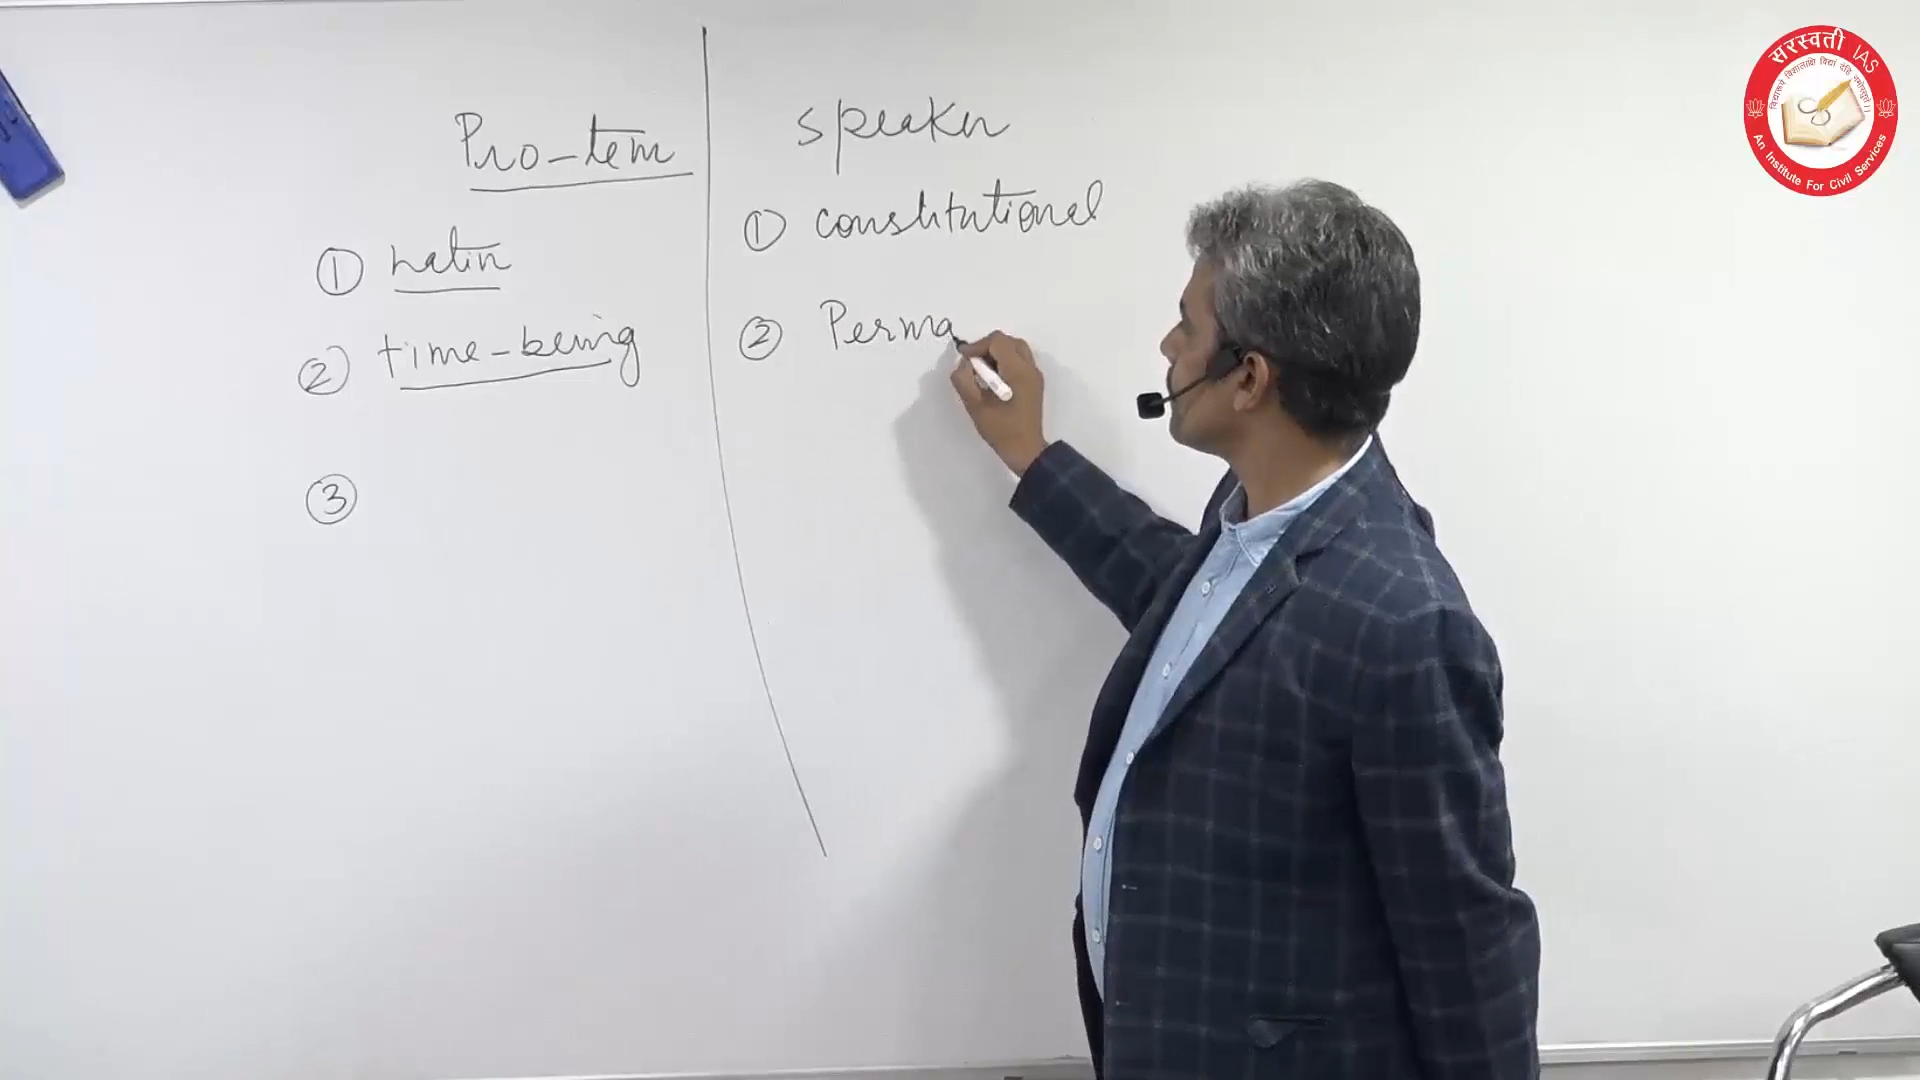 Pro-tem
① Latin
② time-being
③
speaker
① constitutional
② Perma
सरस्वती IAS
An Institute For Civil Services